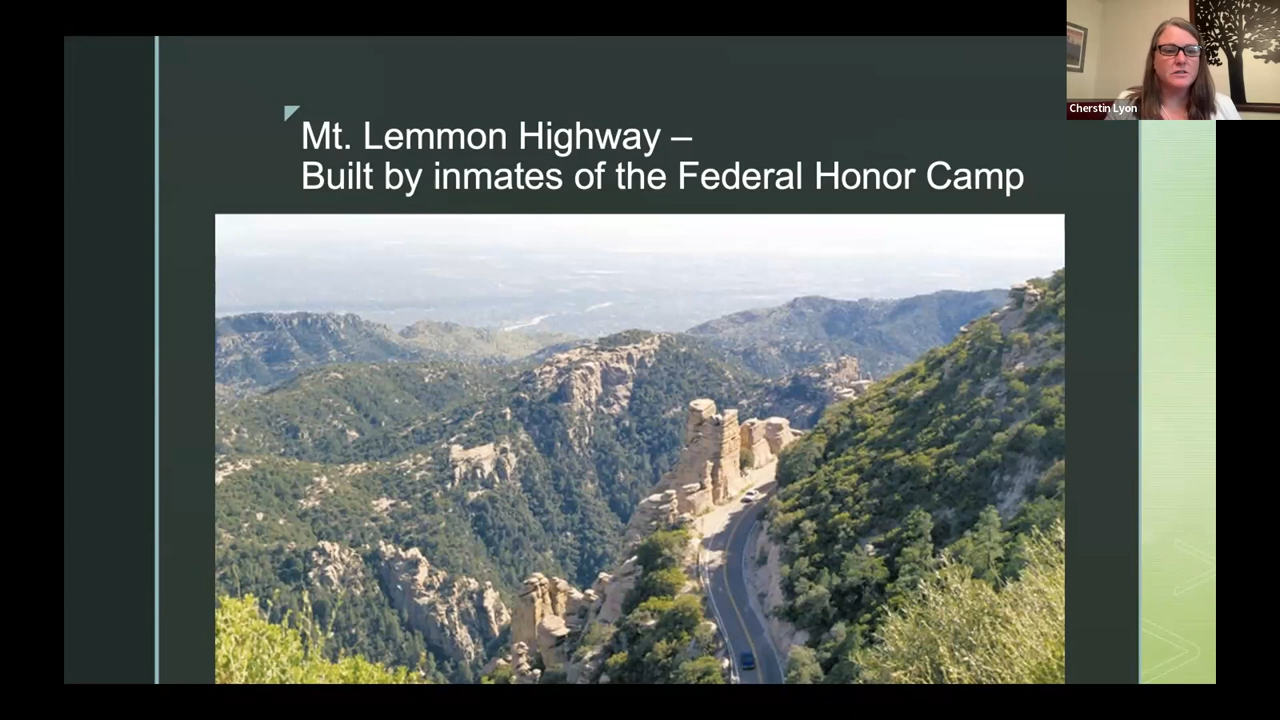 Cherstin Lyon
Mt. Lemmon Highway –
Built by inmates of the Federal Honor Camp